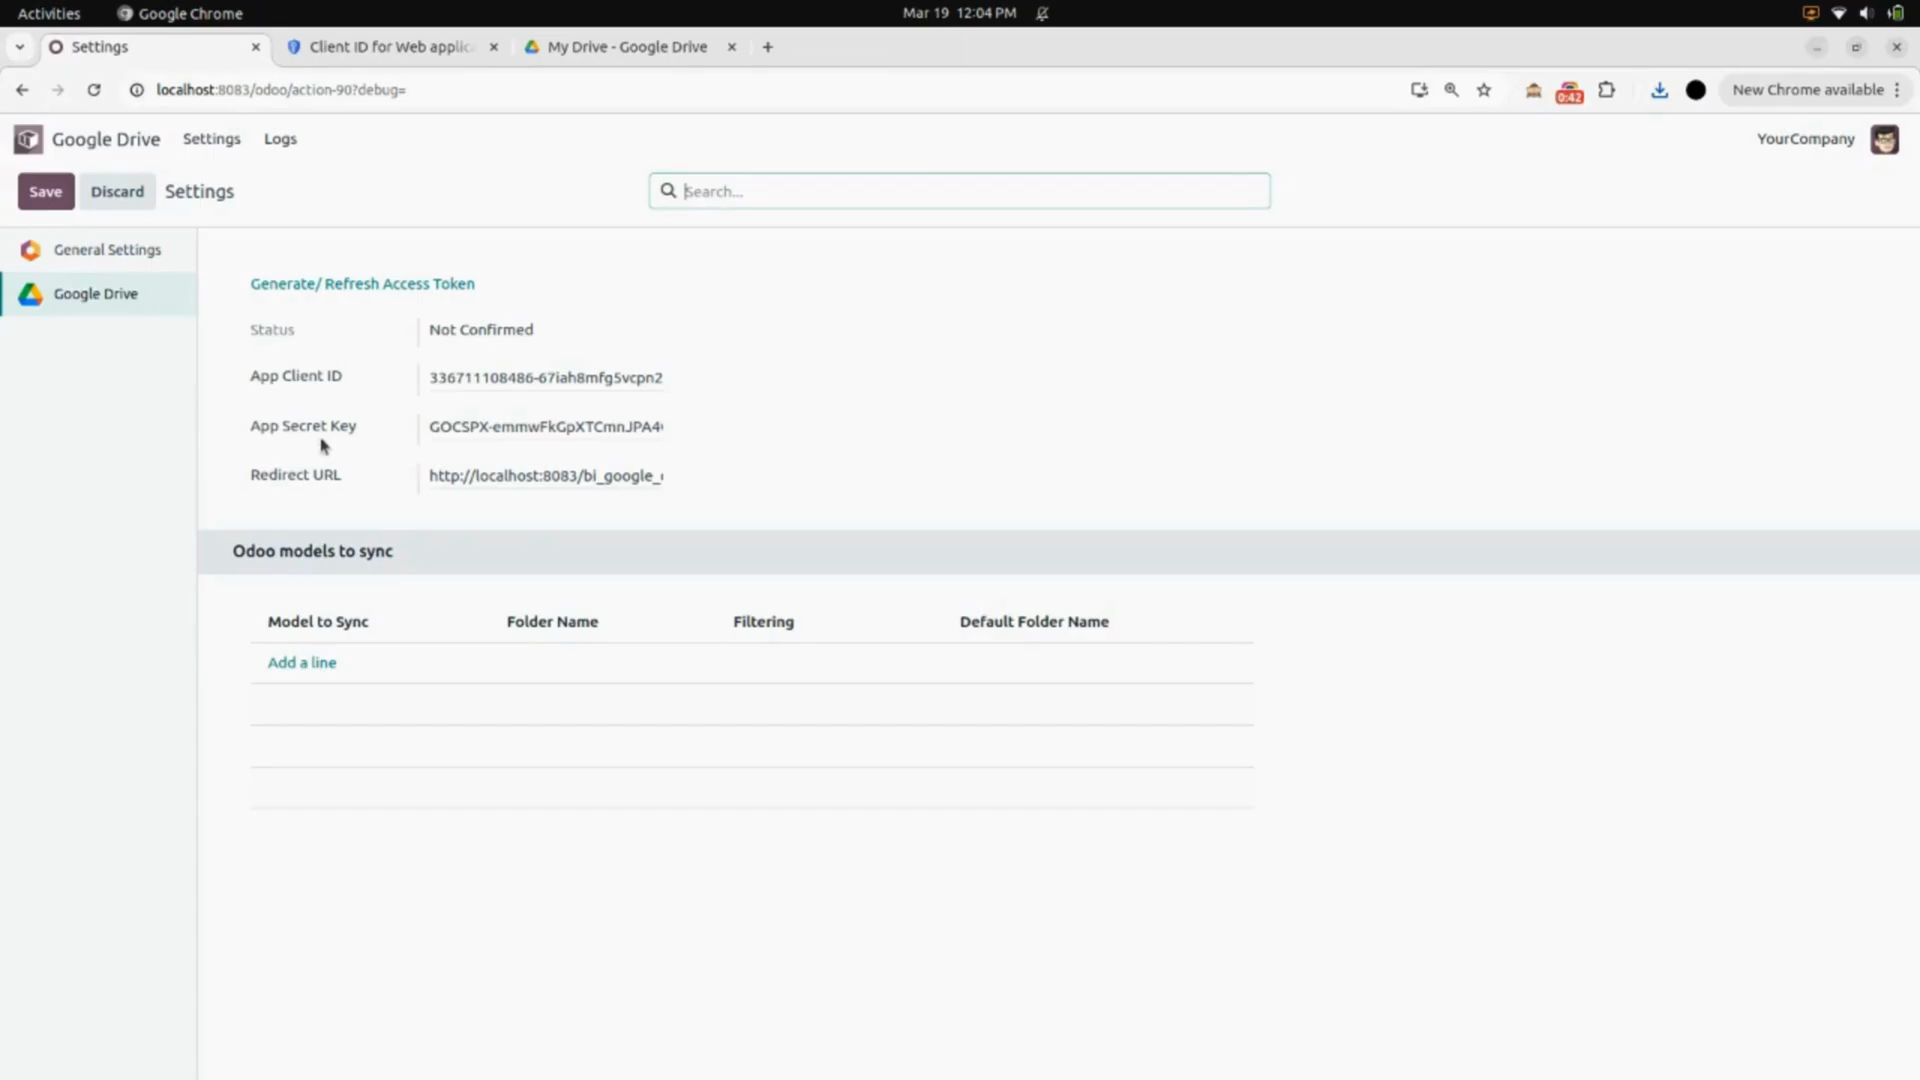 Activities Google Chrome Mar 19 12:04 PM
Settings Client ID for Web applic My Drive - Google Drive
localhost:8083/odoo/action-90?debug= 0:42 New Chrome available
Google Drive Settings Logs YourCompany
Save Discard Settings Search...
General Settings
Google Drive
Generate/ Refresh Access Token
Status Not Confirmed
App Client ID 336711108486-67iah8mfg5vcpn2
App Secret Key GOCSPX-emmwFkGpXTCmnJPA4
Redirect URL http://localhost:8083/bi_google_
Odoo models to sync
Model to Sync Folder Name Filtering Default Folder Name
Add a line